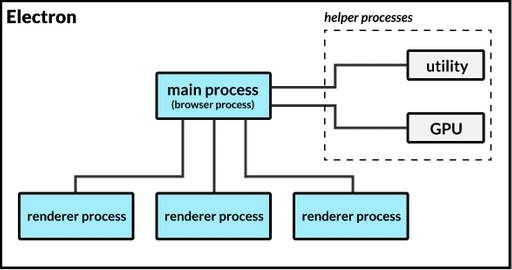 Electron
helper processes
utility
main process
(browser process)
GPU
renderer process
renderer process
renderer process